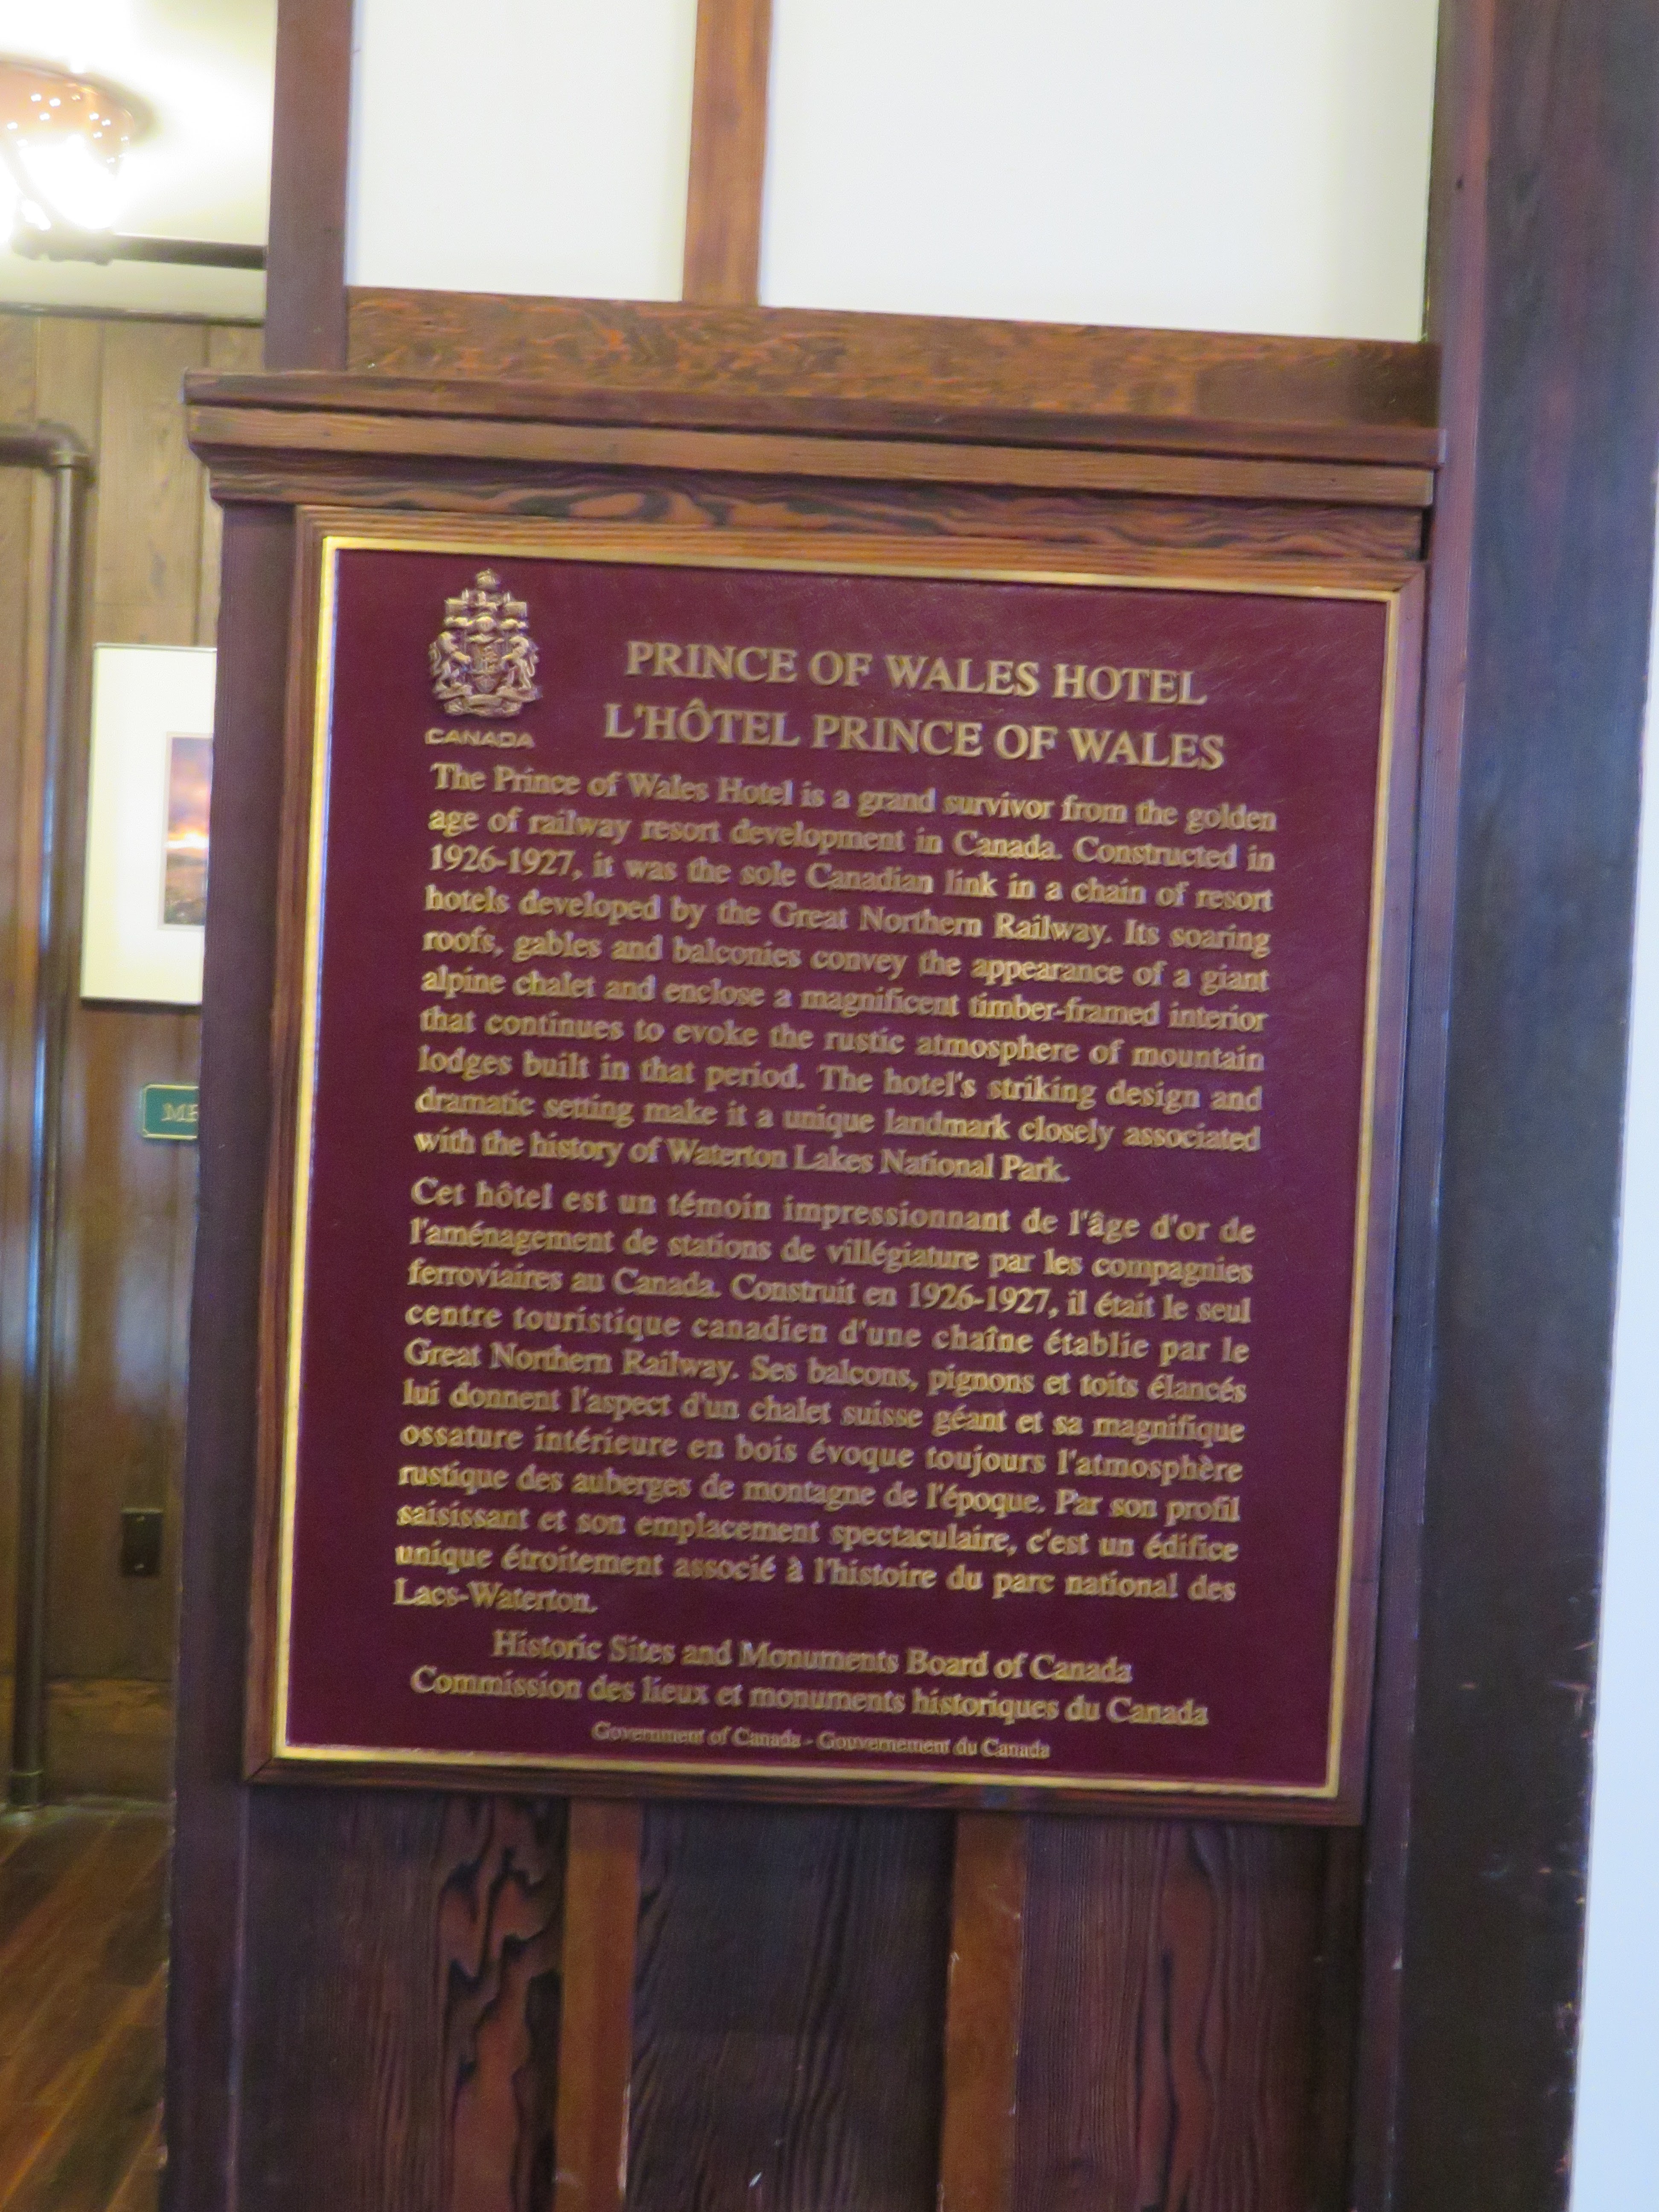 CANADA
PRINCE OF WALES HOTEL
L'HÔTEL PRINCE OF WALES
The Prince of Wales Hotel is a grand survivor from the golden
age of railway resort development in Canada. Constructed in
1926-1927, it was the sole Canadian link in a chain of resort
hotels developed by the Great Northern Railway. Its soaring
roofs, gables and balconies convey the appearance of a giant
alpine chalet and enclose a magnificent timber-framed interior
that continues to evoke the rustic atmosphere of mountain
lodges built in that period. The hotel's striking design and
dramatic setting make it a unique landmark closely associated
with the history of Waterton Lakes National Park.
Cet hôtel est un témoin impressionnant de l'âge d'or de
l'aménagement de stations de villégiature par les compagnies
ferroviaires au Canada. Construit en 1926-1927, il était le seul
centre touristique canadien d'une chaîne établie par le
Great Northern Railway. Ses balcons, pignons et toits élancés
lui donnent l'aspect d'un chalet suisse géant et sa magnifique
ossature intérieure en bois évoque toujours l'atmosphère
rustique des auberges de montagne de l'époque. Par son profil
saisissant et son emplacement spectaculaire, c'est un édifice
unique étroitement associé à l'histoire du parc national des
Lacs-Waterton.
Historic Sites and Monuments Board of Canada
Commission des lieux et monuments historiques du Canada
Government of Canada - Gouvernement du Canada